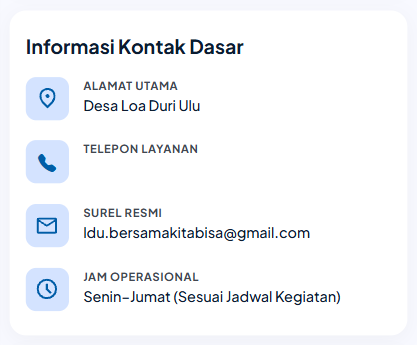 Informasi Kontak Dasar
ALAMAT UTAMA
Desa Loa Duri Ulu
TELEPON LAYANAN
SUREL RESMI
ldu.bersamakitabisa@gmail.com
JAM OPERASIONAL
Senin–Jumat (Sesuai Jadwal Kegiatan)